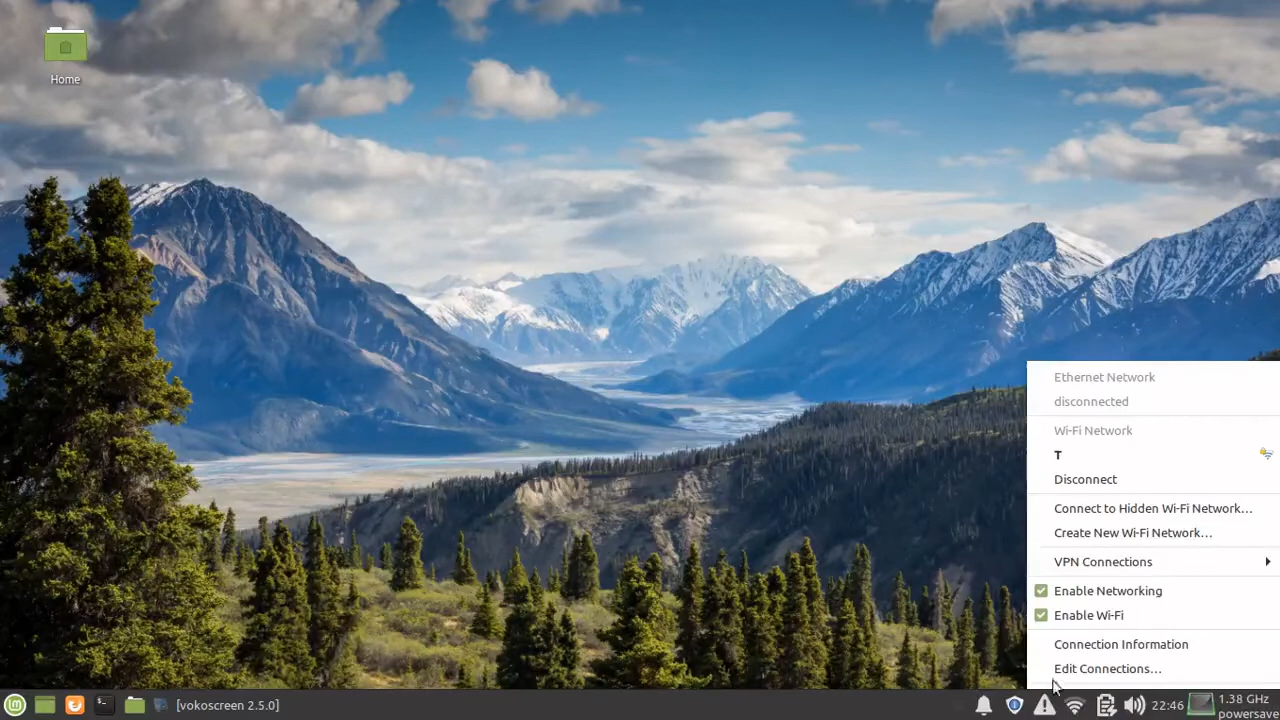 Home
Ethernet Network
disconnected
Wi-Fi Network
T
Disconnect
Connect to Hidden Wi-Fi Network...
Create New Wi-Fi Network...
VPN Connections
Enable Networking
Enable Wi-Fi
Connection Information
Edit Connections...
[vokoscreen 2.5.0]
22:46
1.38 GHz
powersave